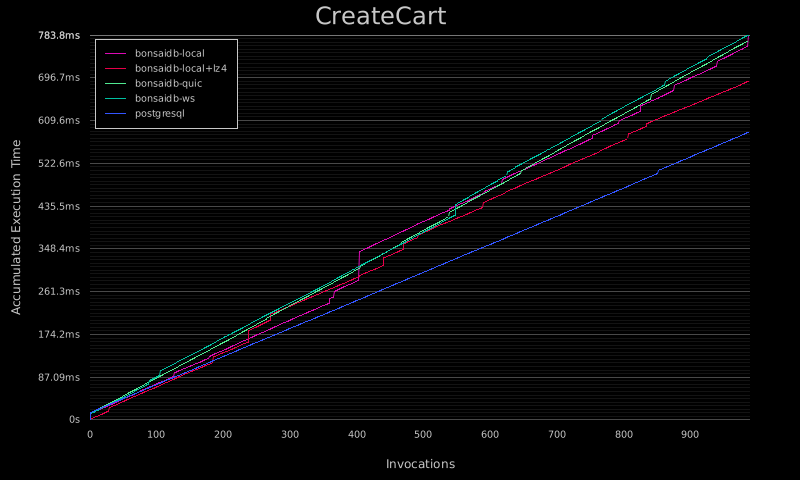 CreateCart
783.8ms
696.7ms
609.6ms
522.6ms
435.5ms
348.4ms
261.3ms
174.2ms
87.09ms
0s
Accumulated Execution Time
bonsaidb-local
bonsaidb-local+lz4
bonsaidb-quic
bonsaidb-ws
postgresql
0 100 200 300 400 500 600 700 800 900
Invocations